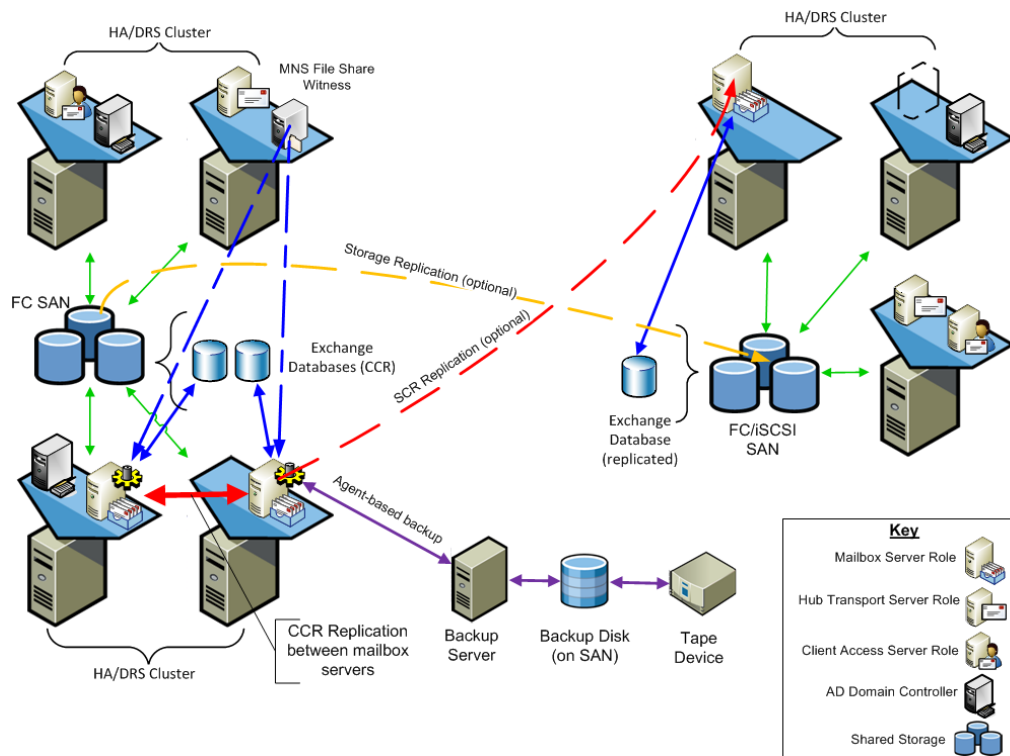 HA/DRS Cluster
MNS File Share
Witness
HA/DRS Cluster
Storage Replication (optional)
FC SAN
Exchange
Databases (CCR)
SCR Replication (optional)
Exchange
Database
(replicated)
FC/iSCSI
SAN
Agent-based backup
Backup
Server
Backup Disk
(on SAN)
Tape
Device
CCR Replication
between mailbox
servers
HA/DRS Cluster
Key
Mailbox Server Role
Hub Transport Server Role
Client Access Server Role
AD Domain Controller
Shared Storage